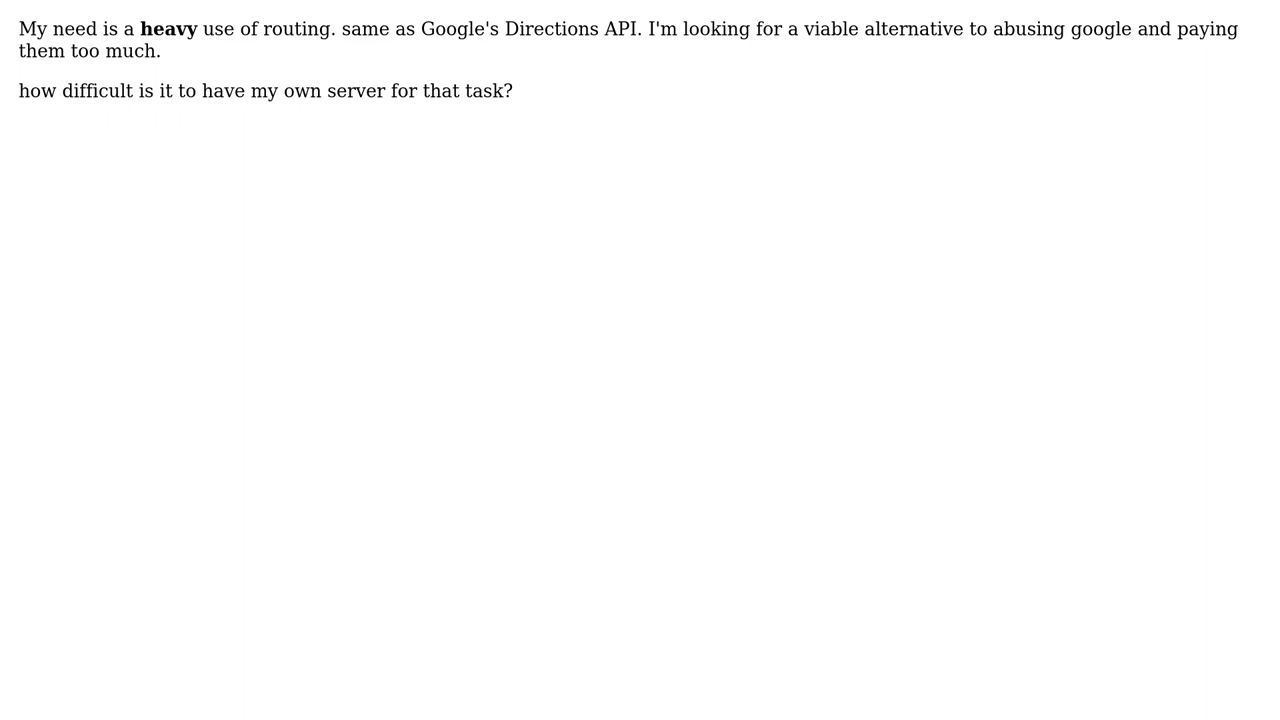 My need is a heavy use of routing. same as Google's Directions API. I'm looking for a viable alternative to abusing google and paying
them too much.
how difficult is it to have my own server for that task?